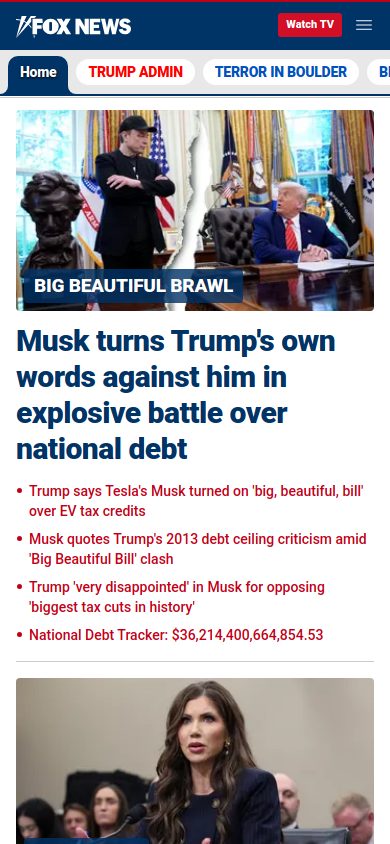 FOX NEWS
Watch TV
Home
TRUMP ADMIN
TERROR IN BOULDER
BIG BEAUTIFUL BRAWL
Musk turns Trump's own
words against him in
explosive battle over
national debt
• Trump says Tesla's Musk turned on 'big, beautiful, bill'
over EV tax credits
• Musk quotes Trump's 2013 debt ceiling criticism amid
'Big Beautiful Bill' clash
• Trump 'very disappointed' in Musk for opposing
'biggest tax cuts in history'
• National Debt Tracker: $36,214,400,664,854.53